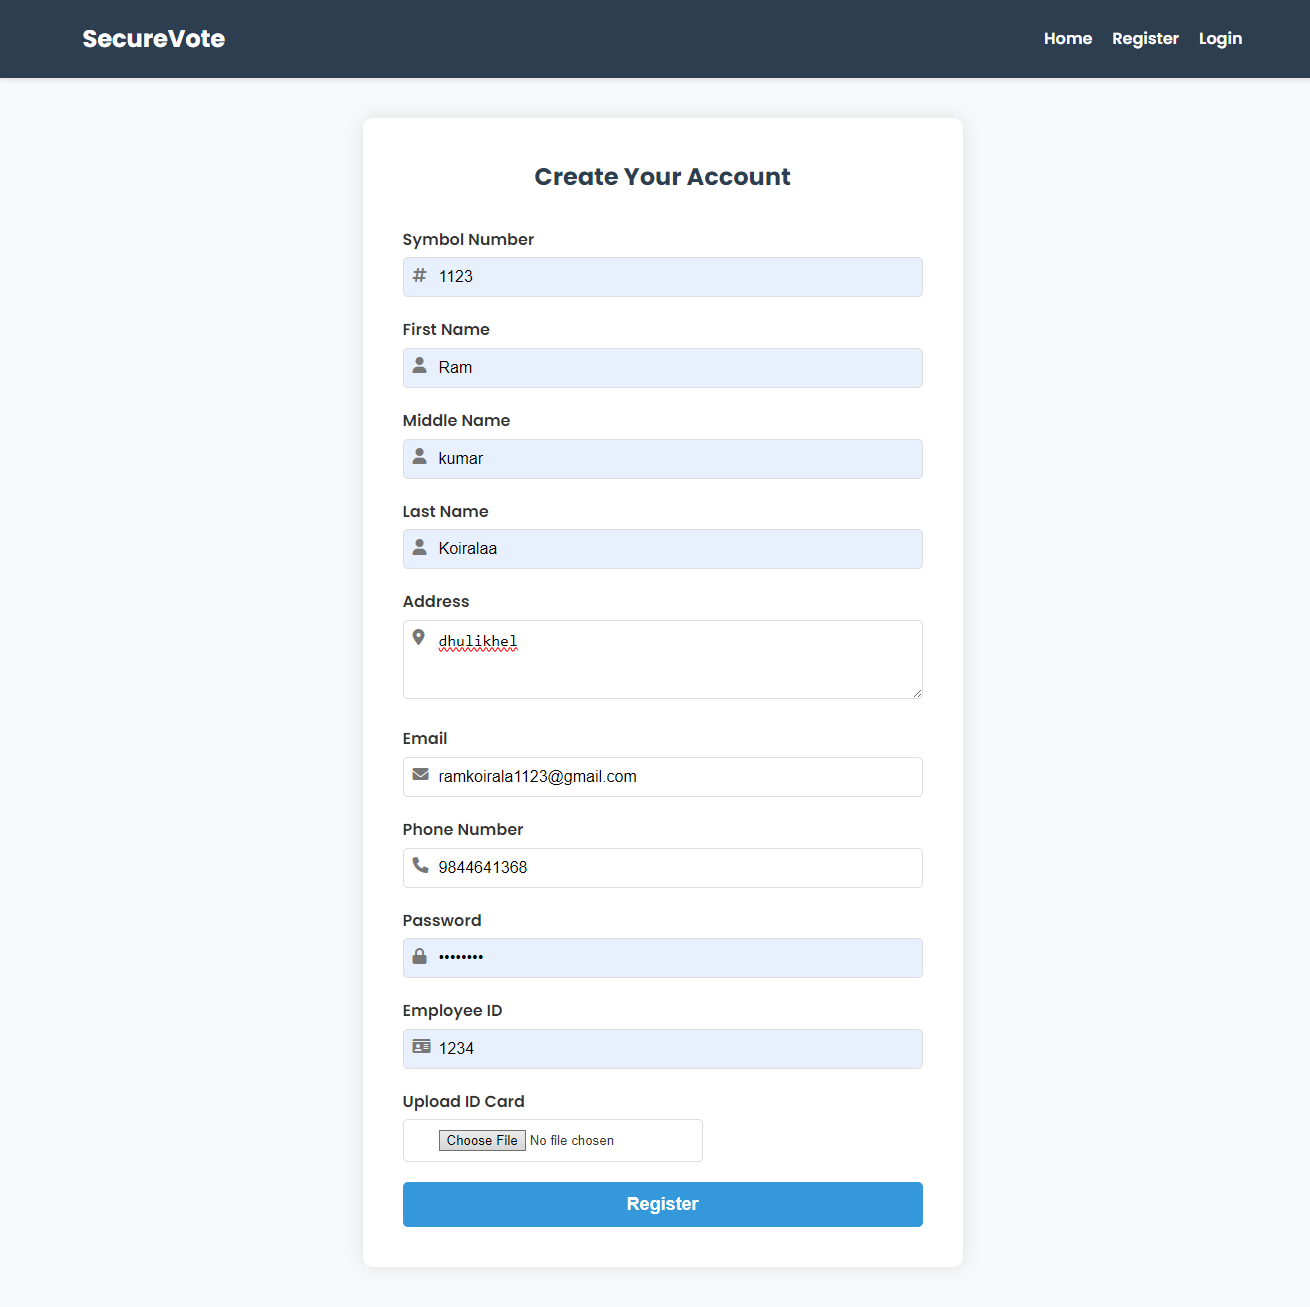 SecureVote
Home Register Login
Create Your Account
Symbol Number
# 1123
First Name
Ram
Middle Name
kumar
Last Name
Koiralaa
Address
dhulikhel
Email
ramkoirala1123@gmail.com
Phone Number
9844641368
Password
••••••••
Employee ID
1234
Upload ID Card
Choose File No file chosen
Register